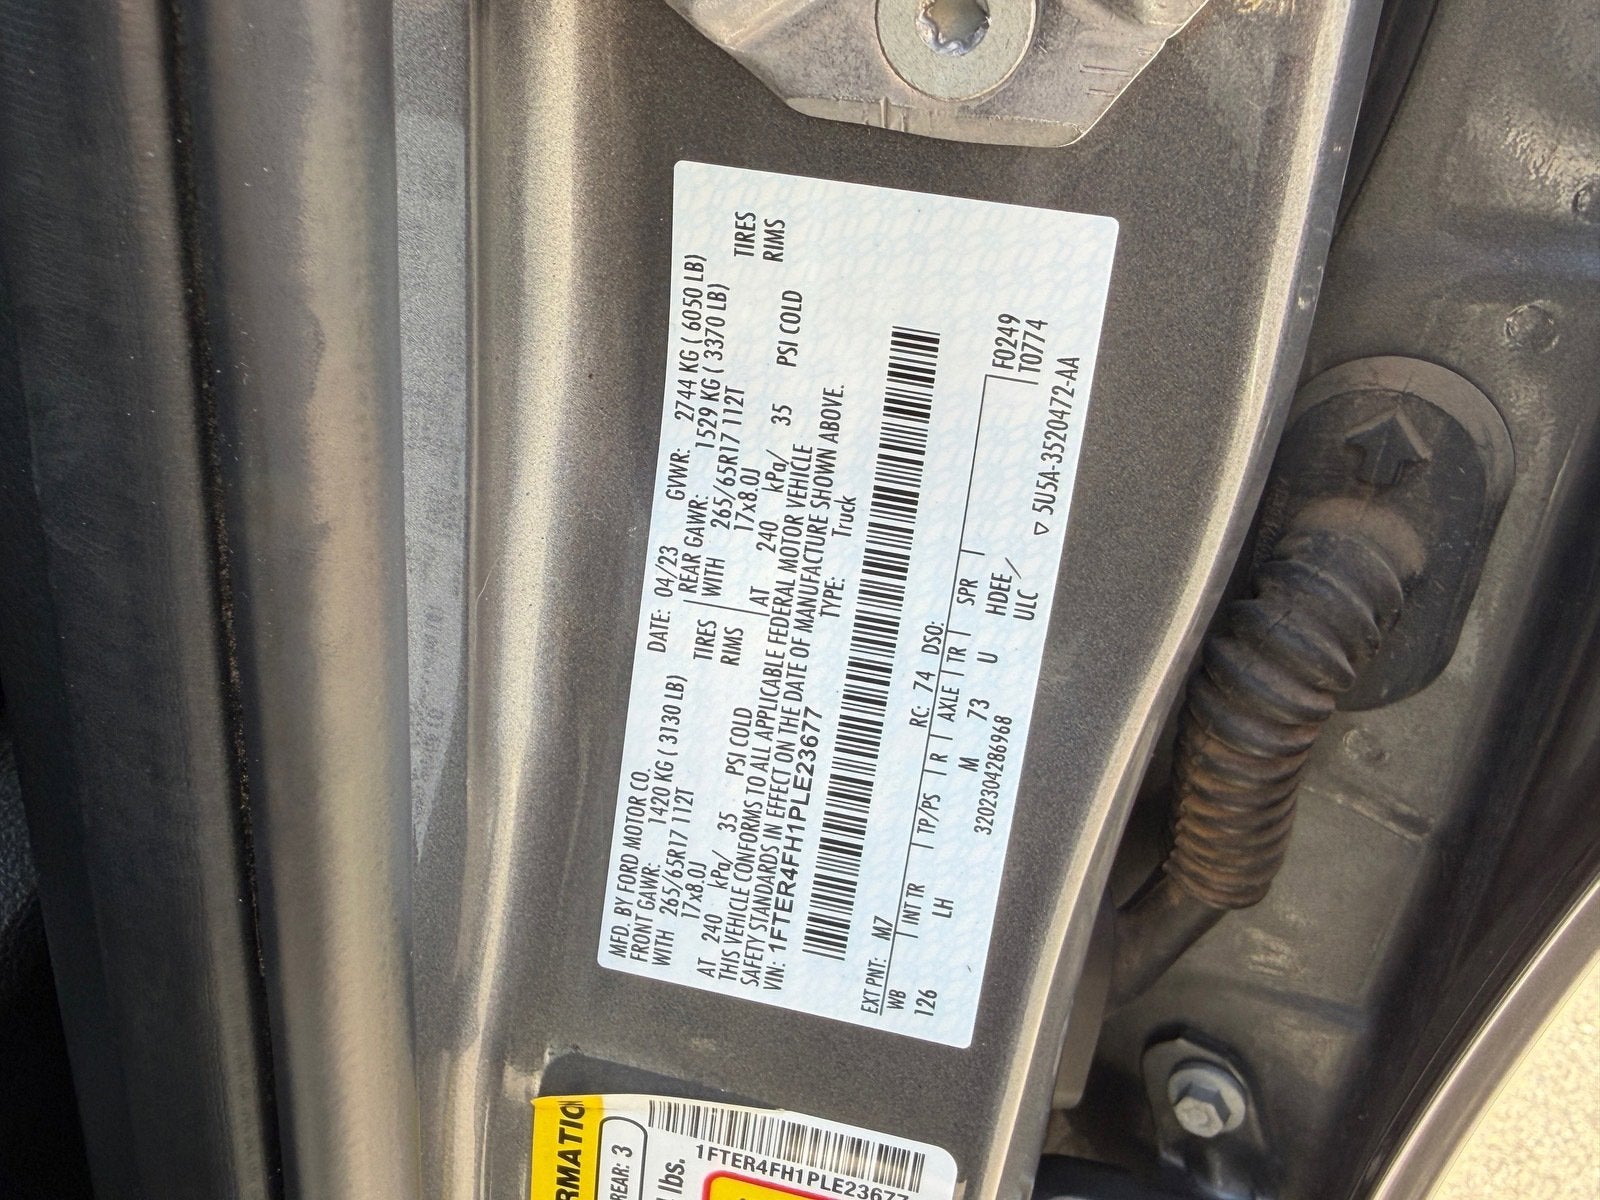 MFD. BY FORD MOTOR CO. DATE: 04/23 GVWR: 2744 KG ( 6050 LB)
FRONT GAWR: 1420 KG ( 3130 LB) REAR GAWR: 1529 KG ( 3370 LB)
WITH 265/65R17 112T TIRES WITH 265/65R17 112T TIRES
17x8.0J RIMS 17x8.0J RIMS
AT 240 kPa/ 35 PSI COLD AT 240 kPa/ 35 PSI COLD
THIS VEHICLE CONFORMS TO ALL APPLICABLE FEDERAL MOTOR VEHICLE
SAFETY STANDARDS IN EFFECT ON THE DATE OF MANUFACTURE SHOWN ABOVE.
VIN: 1FTER4FH1PLE23677 TYPE: Truck
EXT PNT: M7 RC: 74 DSO:
WB INT TR TP/PS R AXLE TR SPR
126 LH M 73 U HDEE F0249
3202304286968 ULC T0774
▽ 5U5A-3520472-AA
REAR: 3
lbs.
1FTER4FH1PLE23677